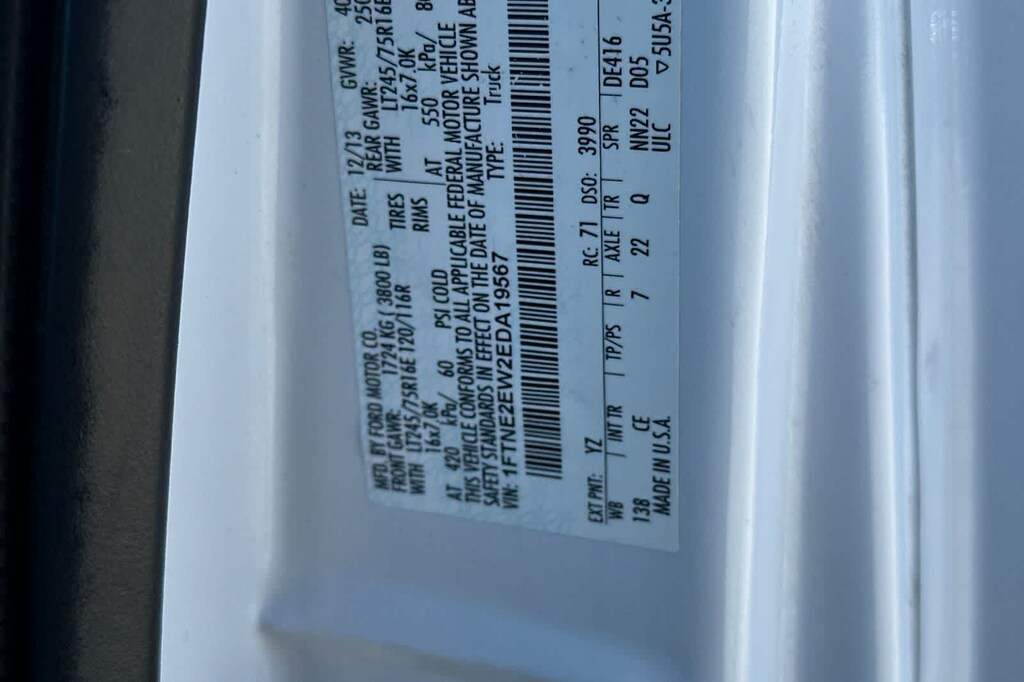 MFD. BY FORD MOTOR CO.
DATE: 12/13 GVWR:
FRONT GAWR: 1724 KG ( 3800 LB) REAR GAWR:
WITH LT245/75R16E 120/116R TIRES WITH LT245/75R16E
16x7.0K RIMS 16x7.0K
AT 420 kPa/ 60 PSI COLD AT 550 kPa/
THIS VEHICLE CONFORMS TO ALL APPLICABLE FEDERAL MOTOR VEHICLE
SAFETY STANDARDS IN EFFECT ON THE DATE OF MANUFACTURE SHOWN
VIN: 1FTNE2EW2EDA19567 TYPE: Truck
EXT PNT: YZ RC: 71 DSO: 3990
WB | INT TR | TP/PS | R | AXLE | TR | SPR DE416
138 CE 7 22 Q NN22 D05
MADE IN U.S.A. ULC ▽5U5A-